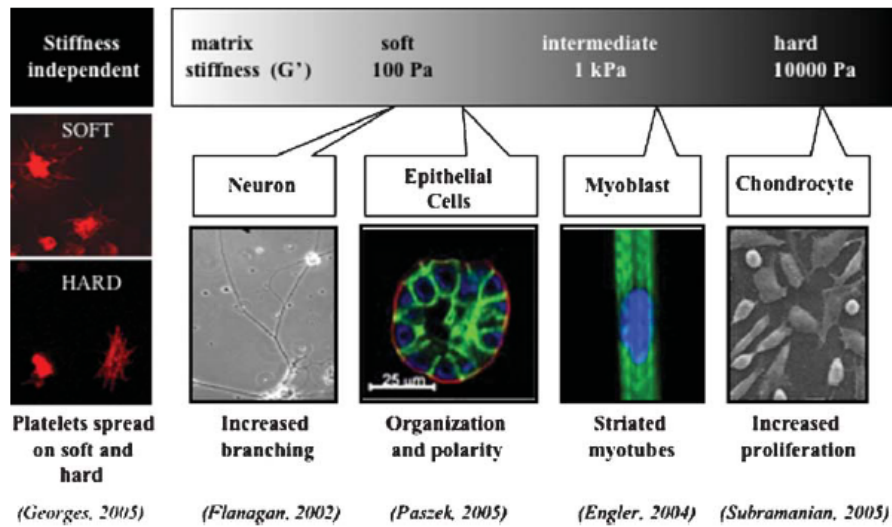 Stiffness
independent
matrix
stiffness (G’)
soft
100 Pa
intermediate
1 kPa
hard
10000 Pa
SOFT
HARD
Neuron
Epithelial
Cells
Myoblast
Chondrocyte
25 µm
Platelets spread
on soft and
hard
Increased
branching
Organization
and polarity
Striated
myotubes
Increased
proliferation
(Georges, 2005)
(Flanagan, 2002)
(Paszek, 2005)
(Engler, 2004)
(Subramanian, 2005)